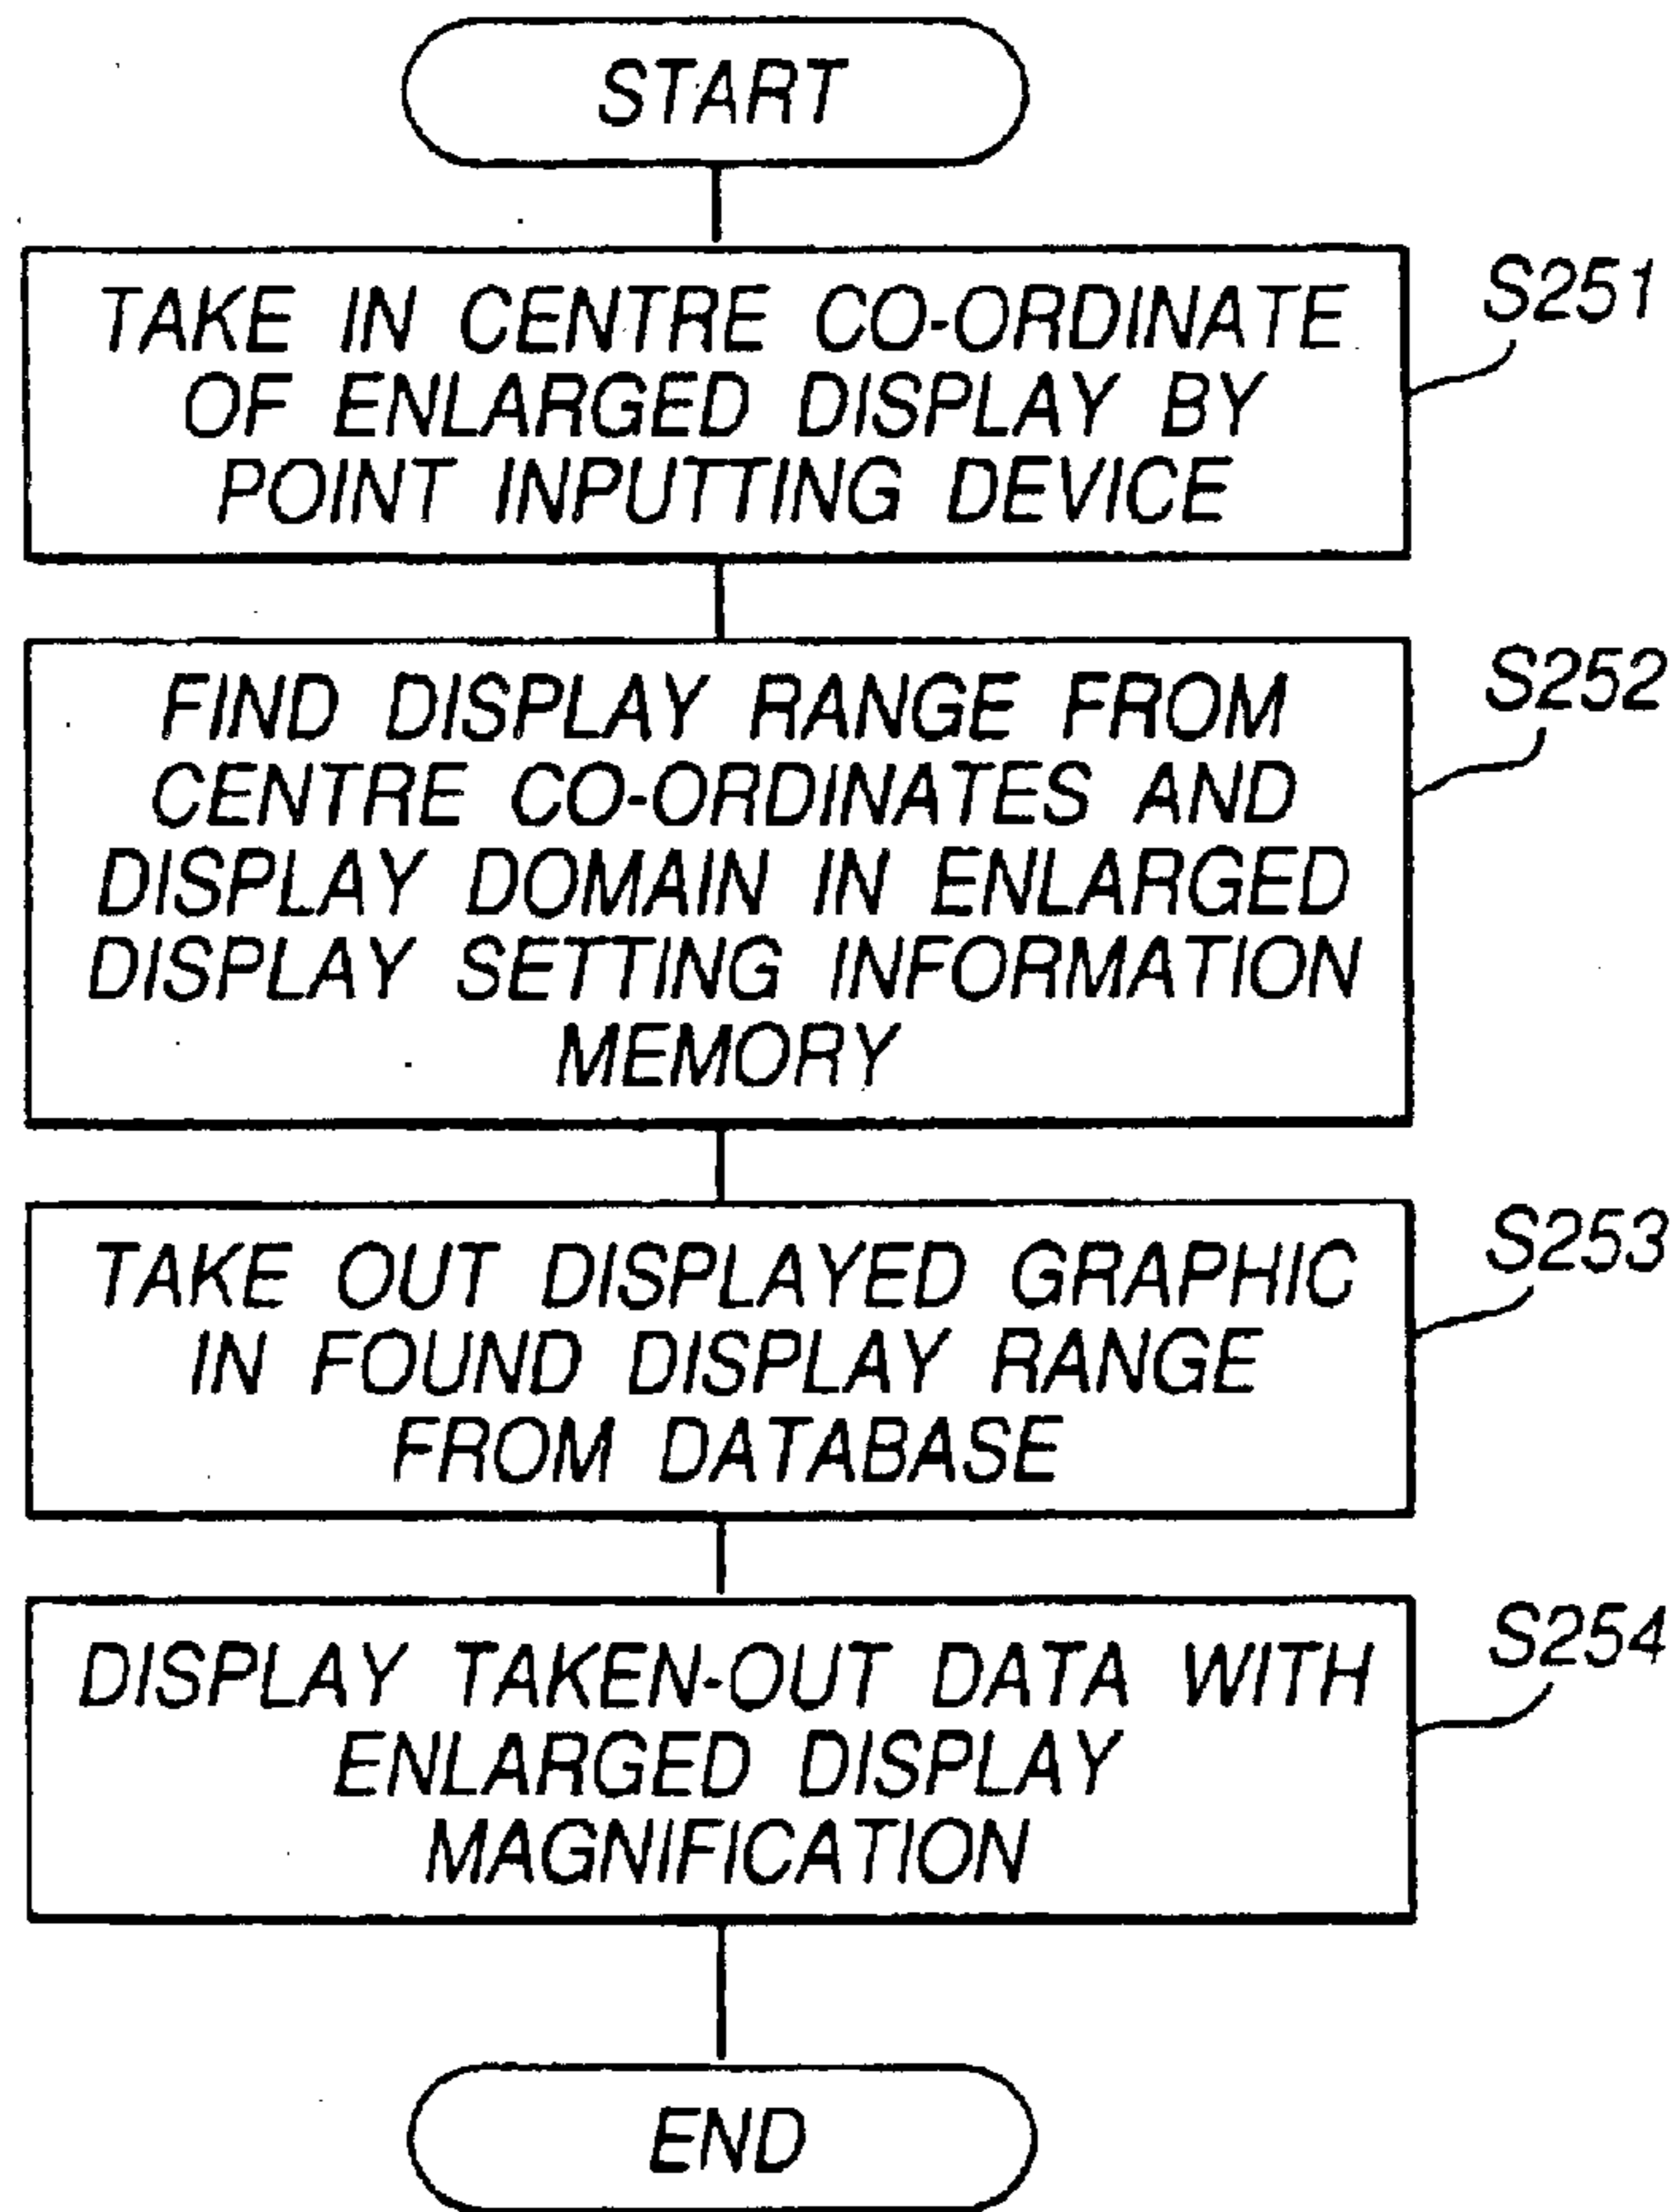 START
TAKE IN CENTRE CO-ORDINATE
OF ENLARGED DISPLAY BY
POINT INPUTTING DEVICE
S251
FIND DISPLAY RANGE FROM
CENTRE CO-ORDINATES AND
DISPLAY DOMAIN IN ENLARGED
DISPLAY SETTING INFORMATION
MEMORY
S252
TAKE OUT DISPLAYED GRAPHIC
IN FOUND DISPLAY RANGE
FROM DATABASE
S253
DISPLAY TAKEN-OUT DATA WITH
ENLARGED DISPLAY
MAGNIFICATION
S254
END